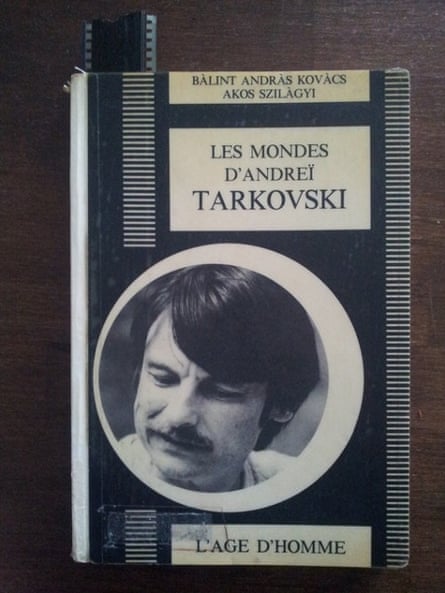 BÀLINT ANDRÀS KOVÀCS
AKOS SZILÀGYI
LES MONDES
D'ANDREÏ
TARKOVSKI
L'AGE D'HOMME